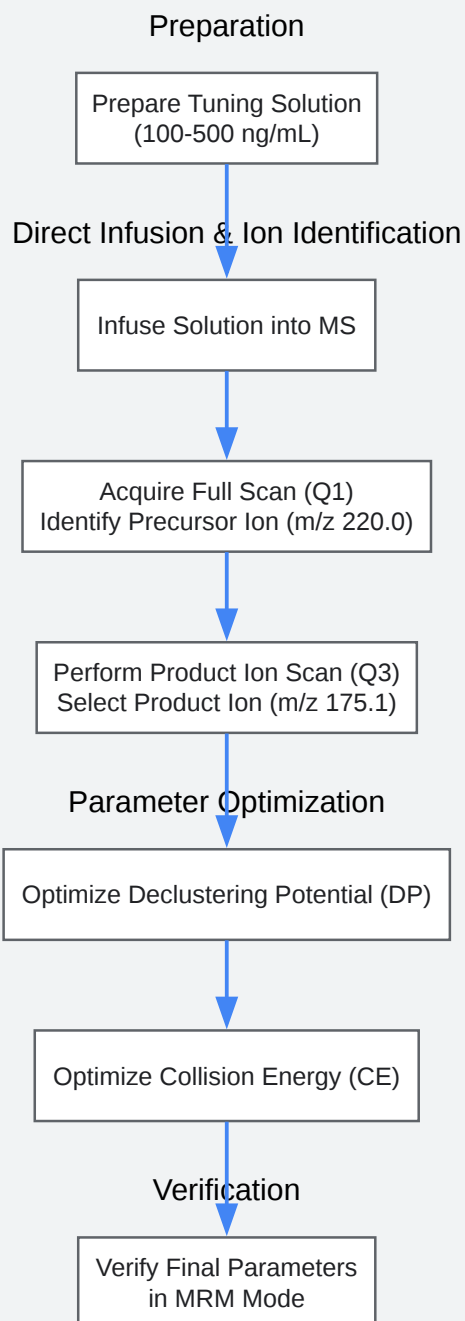 Preparation
Prepare Tuning Solution
(100-500 ng/mL)
Direct Infusion & Ion Identification
Infuse Solution into MS
Acquire Full Scan (Q1)
Identify Precursor Ion (m/z 220.0)
Perform Product Ion Scan (Q3)
Select Product Ion (m/z 175.1)
Parameter Optimization
Optimize Declustering Potential (DP)
Optimize Collision Energy (CE)
Verification
Verify Final Parameters
in MRM Mode